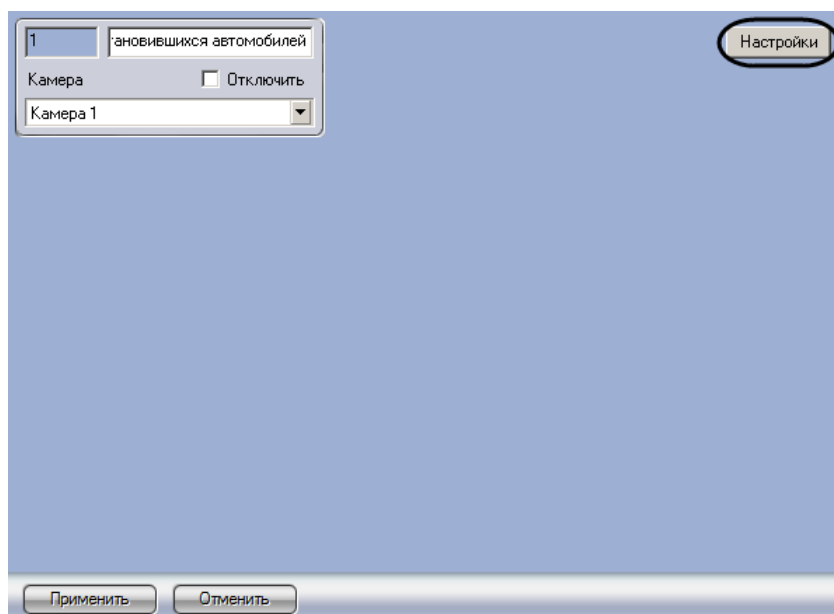 1
тановившихся автомобилей
Настройки
Камера
Отключить
Камера 1
Применить
Отменить